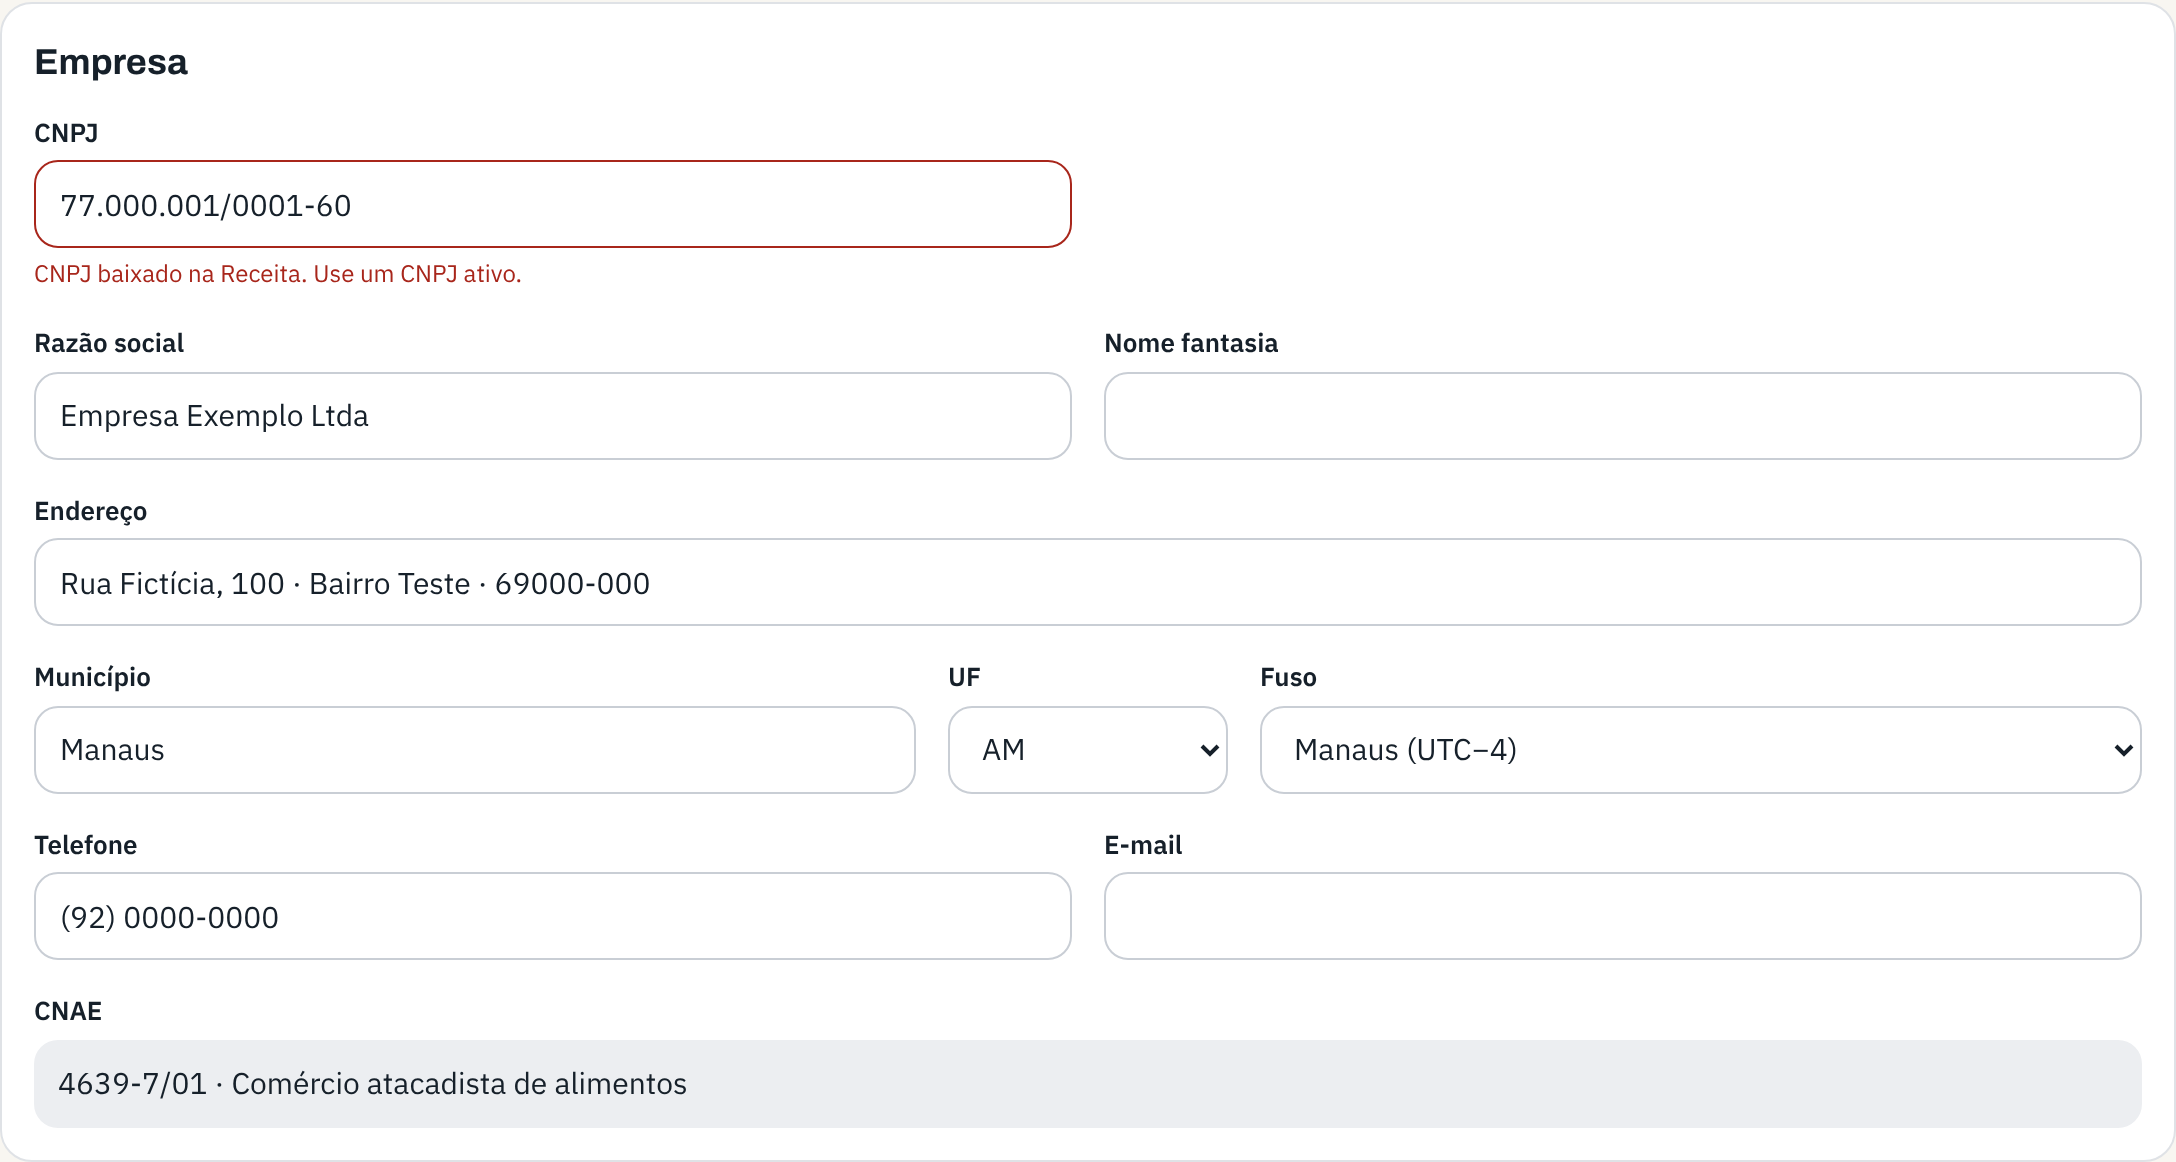 Empresa
CNPJ
77.000.001/0001-60
CNPJ baixado na Receita. Use um CNPJ ativo.
Razão social
Nome fantasia
Empresa Exemplo Ltda
Endereço
Rua Fictícia, 100 · Bairro Teste · 69000-000
Município
UF
Fuso
Manaus
AM
Manaus (UTC−4)
Telefone
E-mail
(92) 0000-0000
CNAE
4639-7/01 · Comércio atacadista de alimentos